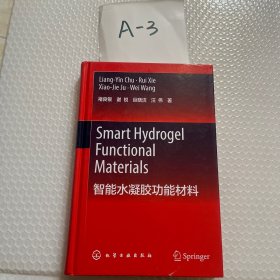 A-3
Liang-Yin Chu · Rui Xie
Xiao-Jie Ju · Wei Wang
褚良银 谢 锐 巨晓洁 汪 伟 著
Smart Hydrogel
Functional
Materials
智能水凝胶功能材料
化学工业出版社
Springer